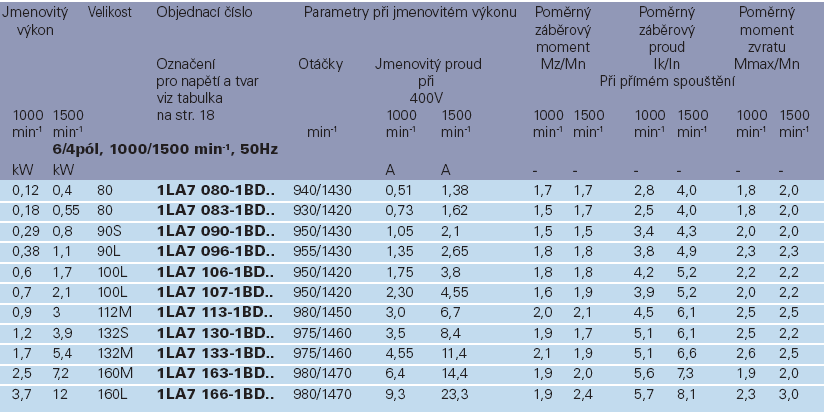 Jmenovitý Velikost Objednací číslo Parametry při jmenovitém výkonu Poměrný Poměrný Poměrný
výkon záběrový záběrový moment
moment proud zvratu
Označení Otáčky Jmenovitý proud Mz/Mn Ik/In Mmax/Mn
pro napětí a tvar při Při přímém spouštění
viz tabulka 400V
1000 1500 na str. 18 1000 1500 1000 1500 1000 1500 1000 1500
min-1 min-1 min-1 min-1 min-1 min-1 min-1 min-1 min-1 min-1 min-1
6/4pól, 1000/1500 min-1, 50Hz
kW kW A A - - - - - -
0,12 0,4 80 1LA7 080-1BD.. 940/1430 0,51 1,38 1,7 1,7 2,8 4,0 1,8 2,0
0,18 0,55 80 1LA7 083-1BD.. 930/1420 0,73 1,62 1,5 1,7 2,5 4,0 1,8 2,0
0,29 0,8 90S 1LA7 090-1BD.. 950/1430 1,05 2,1 1,5 1,5 3,4 4,3 2,0 2,0
0,38 1,1 90L 1LA7 096-1BD.. 955/1430 1,35 2,65 1,8 1,8 3,8 4,9 2,3 2,3
0,6 1,7 100L 1LA7 106-1BD.. 950/1420 1,75 3,8 1,8 1,8 4,2 5,2 2,2 2,2
0,7 2,1 100L 1LA7 107-1BD.. 950/1420 2,30 4,55 1,6 1,9 3,9 5,2 2,0 2,2
0,9 3 112M 1LA7 113-1BD.. 980/1450 3,0 6,7 2,0 2,1 4,5 6,1 2,5 2,5
1,2 3,9 132S 1LA7 130-1BD.. 975/1460 3,5 8,4 1,9 1,7 5,1 6,1 2,5 2,2
1,7 5,4 132M 1LA7 133-1BD.. 975/1460 4,55 11,4 2,1 1,9 5,1 6,6 2,6 2,5
2,5 7,2 160M 1LA7 163-1BD.. 980/1470 6,4 14,4 1,9 2,0 5,6 7,3 1,9 2,0
3,7 12 160L 1LA7 166-1BD.. 980/1470 9,3 23,3 1,9 2,4 5,7 8,1 2,3 3,0